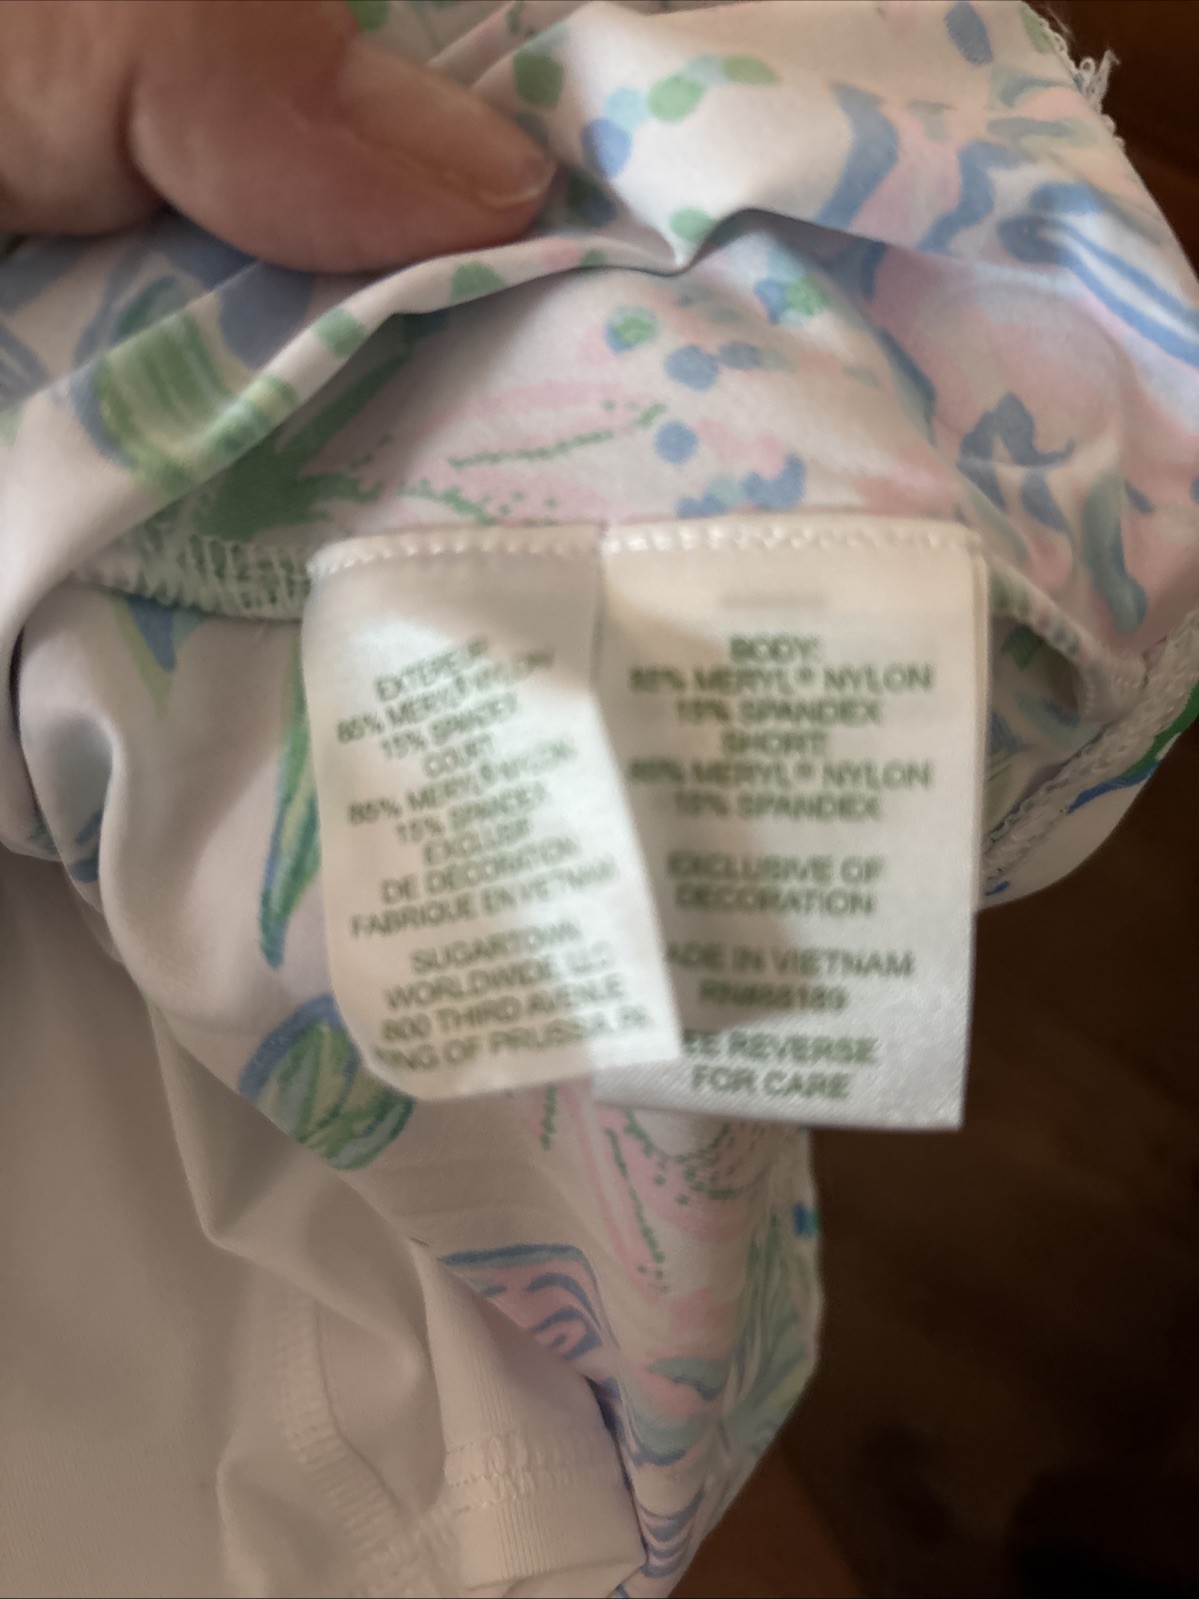 EXTÉRIEUR
85% MERYL® NYLON
15% SPANDEX
COURT
85% MERYL® NYLON
15% SPANDEX
EXCLUSIF
DE DÉCORATION
FABRIQUÉ EN VIETNAM
SUGARTOWN
WORLDWIDE LLC
800 THIRD AVENUE
KING OF PRUSSIA, PA
BODY:
85% MERYL® NYLON
15% SPANDEX
SHORT:
85% MERYL® NYLON
15% SPANDEX
EXCLUSIVE OF
DECORATION
MADE IN VIETNAM
SEE REVERSE
FOR CARE